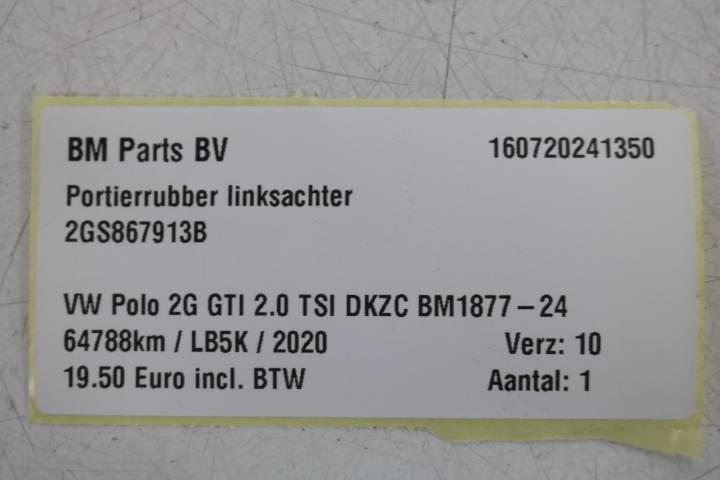 BM Parts BV 160720241350
Portierrubber linksachter
2GS867913B
VW Polo 2G GTI 2.0 TSI DKZC BM1877-24
64788km / LB5K / 2020 Verz: 10
19.50 Euro incl. BTW Aantal: 1